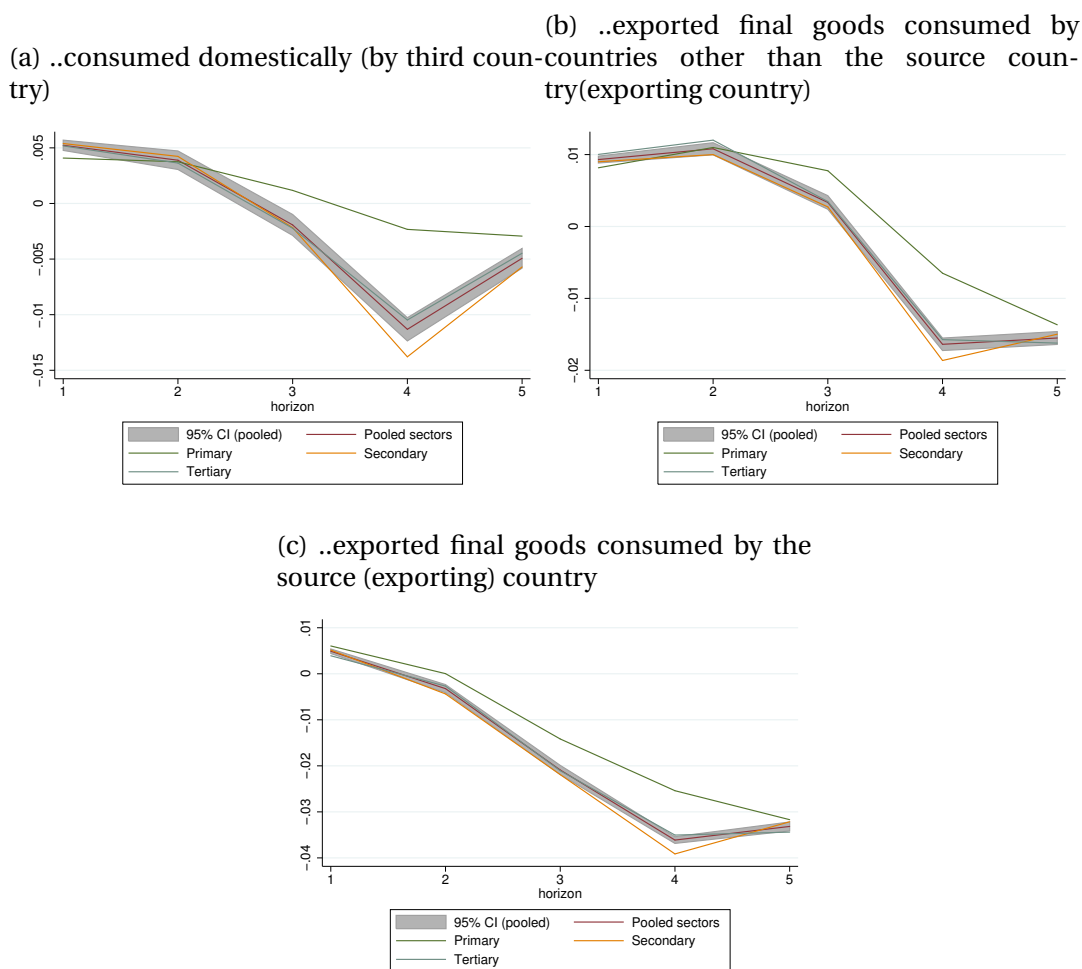 (a) ..consumed domestically (by third coun-
try)
(b) ..exported final goods consumed by
countries other than the source coun-
try(exporting country)
.005
0
-.005
-.01
-.015
1 2 3 4 5
horizon
95% CI (pooled) Pooled sectors
Primary Secondary
Tertiary
.01
0
-.01
-.02
1 2 3 4 5
horizon
95% CI (pooled) Pooled sectors
Primary Secondary
Tertiary
(c) ..exported final goods consumed by the
source (exporting) country
.01
0
-.01
-.02
-.03
-.04
1 2 3 4 5
horizon
95% CI (pooled) Pooled sectors
Primary Secondary
Tertiary